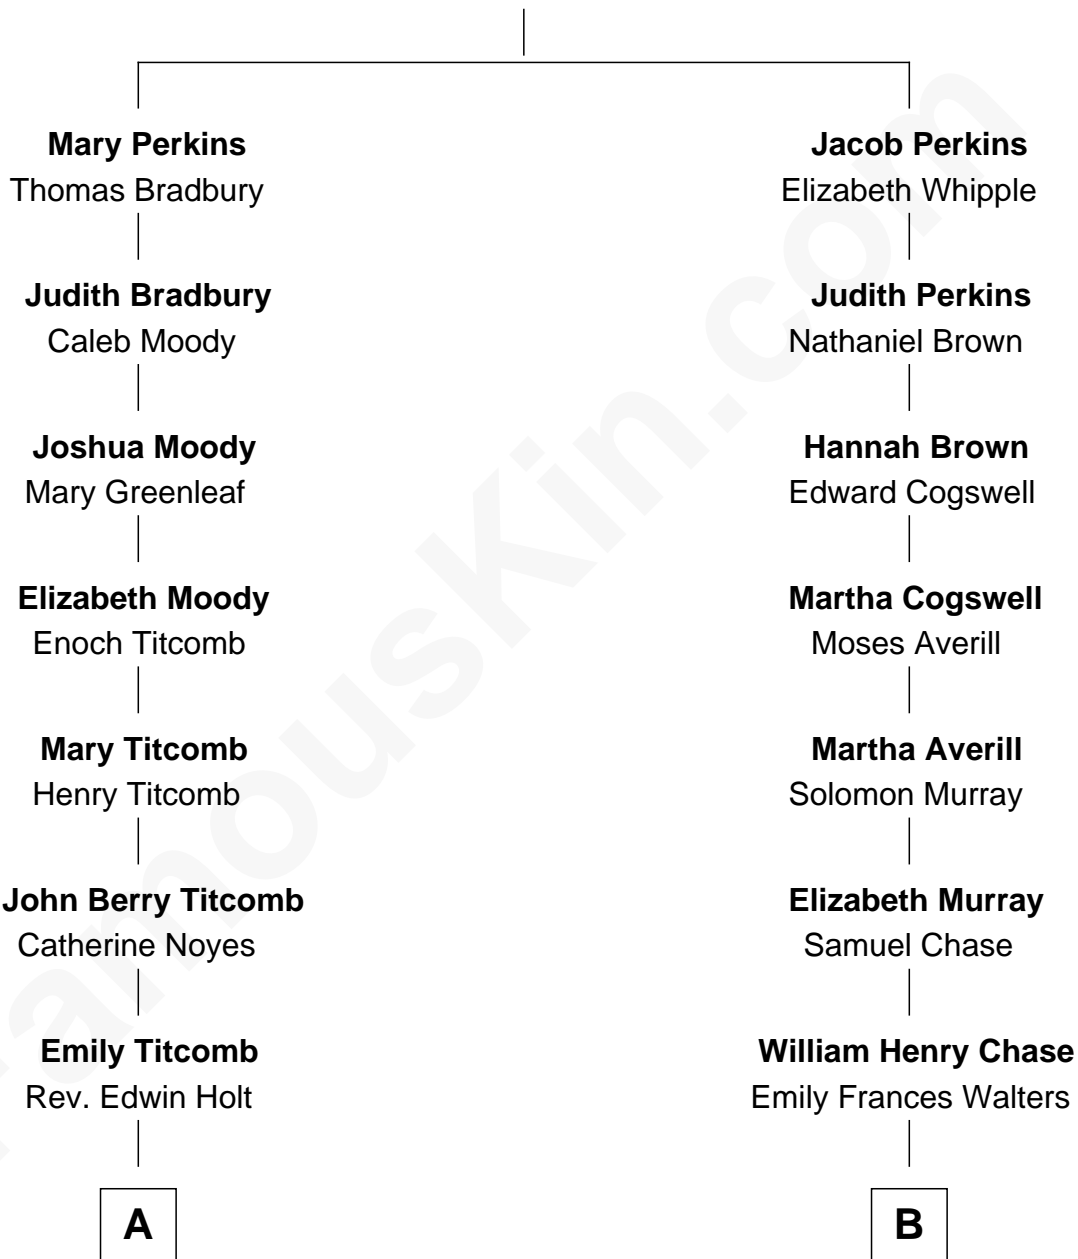 Mary Perkins
Thomas Bradbury
Judith Bradbury
Caleb Moody
Joshua Moody
Mary Greenleaf
Elizabeth Moody
Enoch Titcomb
Mary Titcomb
Henry Titcomb
John Berry Titcomb
Catherine Noyes
Emily Titcomb
Rev. Edwin Holt
A
Jacob Perkins
Elizabeth Whipple
Judith Perkins
Nathaniel Brown
Hannah Brown
Edward Cogswell
Martha Cogswell
Moses Averill
Martha Averill
Solomon Murray
Elizabeth Murray
Samuel Chase
William Henry Chase
Emily Frances Walters
B
FamousKin.com